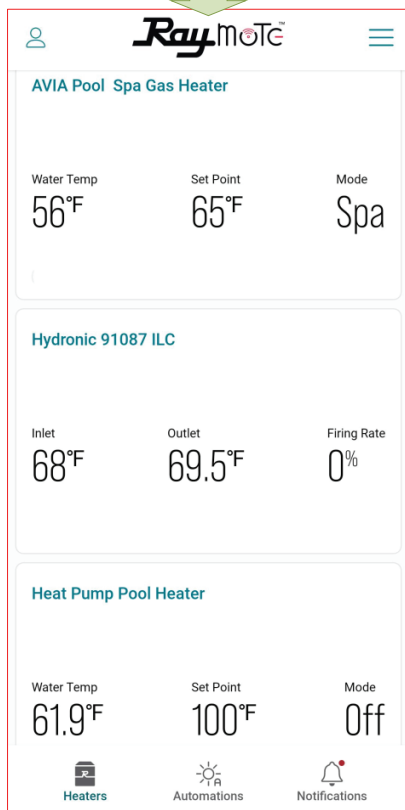 Raymote™
AVIA Pool Spa Gas Heater
Water Temp Set Point Mode
56°F 65°F Spa
Hydronic 91087 ILC
Inlet Outlet Firing Rate
68°F 69.5°F 0%
Heat Pump Pool Heater
Water Temp Set Point Mode
61.9°F 100°F Off
Heaters Automations Notifications